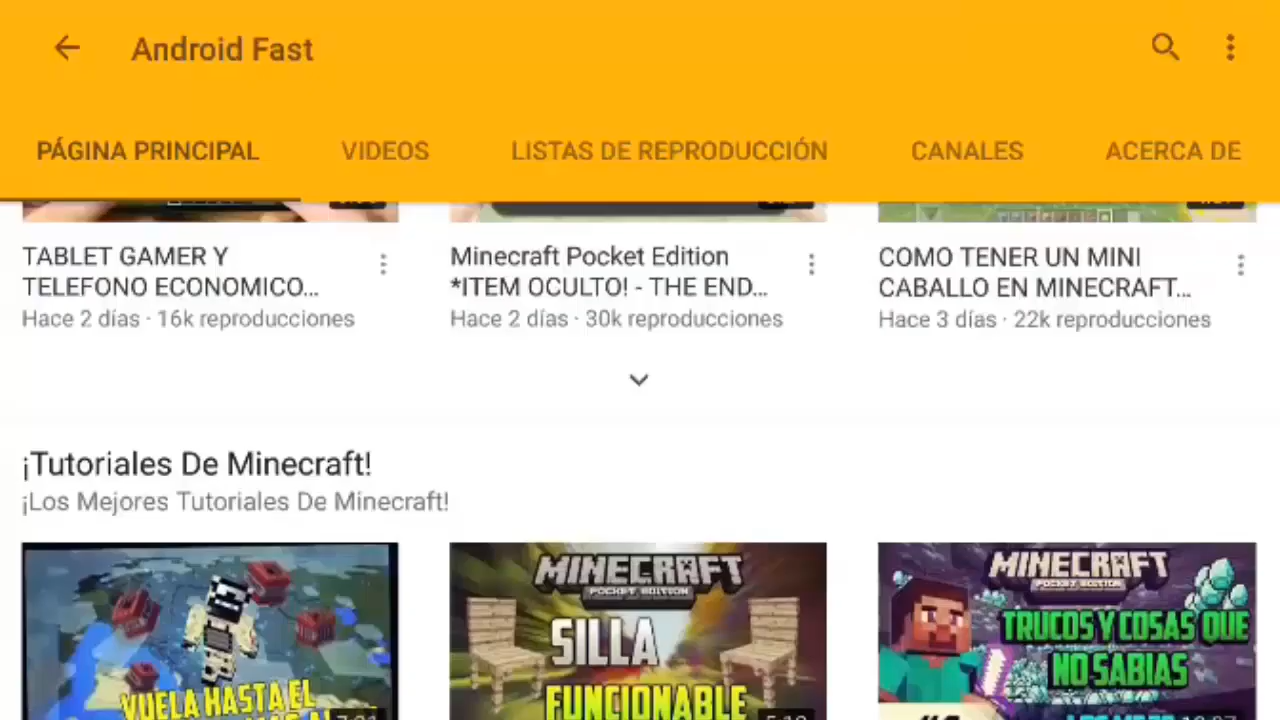 Android Fast
PÁGINA PRINCIPAL
VIDEOS
LISTAS DE REPRODUCCIÓN
CANALES
ACERCA DE
TABLET GAMER Y
TELEFONO ECONOMICO...
Hace 2 días · 16k reproducciones
Minecraft Pocket Edition
*ITEM OCULTO! - THE END...
Hace 2 días · 30k reproducciones
COMO TENER UN MINI
CABALLO EN MINECRAFT...
Hace 3 días · 22k reproducciones
¡Tutoriales De Minecraft!
¡Los Mejores Tutoriales De Minecraft!
VUELA HASTA EL
MINECRAFT
POCKET EDITION
SILLA
FUNCIONABLE
MINECRAFT
POCKET EDITION
TRUCOS Y COSAS QUE
NO SABIAS